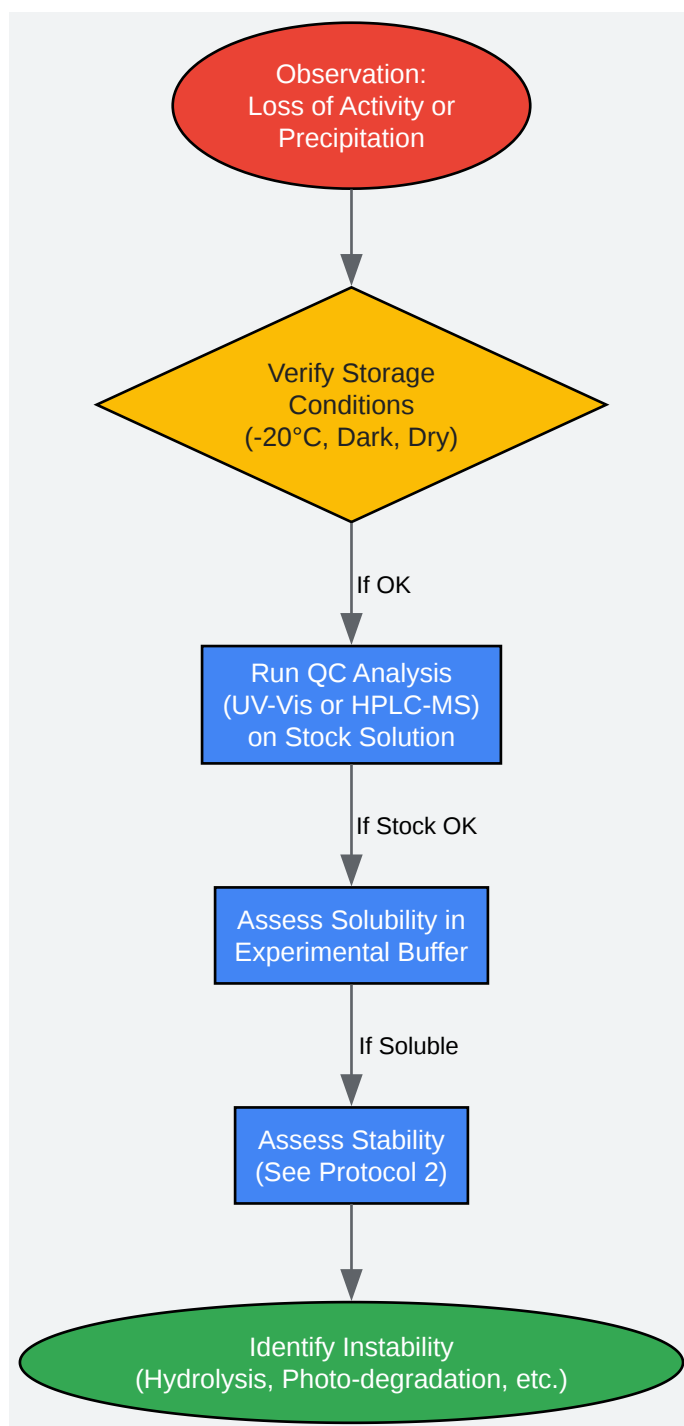 Observation:
Loss of Activity or
Precipitation
Verify Storage
Conditions
(-20°C, Dark, Dry)
If OK
Run QC Analysis
(UV-Vis or HPLC-MS)
on Stock Solution
If Stock OK
Assess Solubility in
Experimental Buffer
If Soluble
Assess Stability
(See Protocol 2)
Identify Instability
(Hydrolysis, Photo-degradation, etc.)